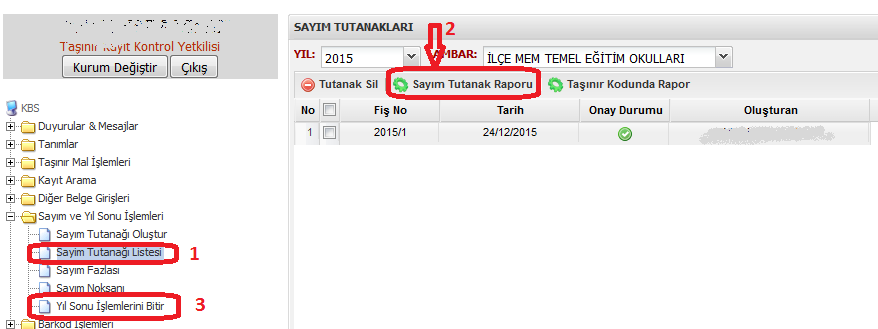 Taşınır Kayıt Kontrol Yetkilisi
Kurum Değiştir Çıkış
KBS
Duyurular & Mesajlar
Tanımlar
Taşınır Mal İşlemleri
Kayıt Arama
Diğer Belge Girişleri
Sayım ve Yıl Sonu İşlemleri
Sayım Tutanağı Oluştur
Sayım Tutanağı Listesi 1
Sayım Fazlası
Sayım Noksanı
Yıl Sonu İşlemlerini Bitir 3
Barkod İşlemleri
SAYIM TUTANAKLARI 2
YIL: 2015 AMBAR: İLÇE MEM TEMEL EĞİTİM OKULLARI
Tutanak Sil Sayım Tutanak Raporu Taşınır Kodunda Rapor
No Fiş No Tarih Onay Durumu Oluşturan
1 2015/1 24/12/2015